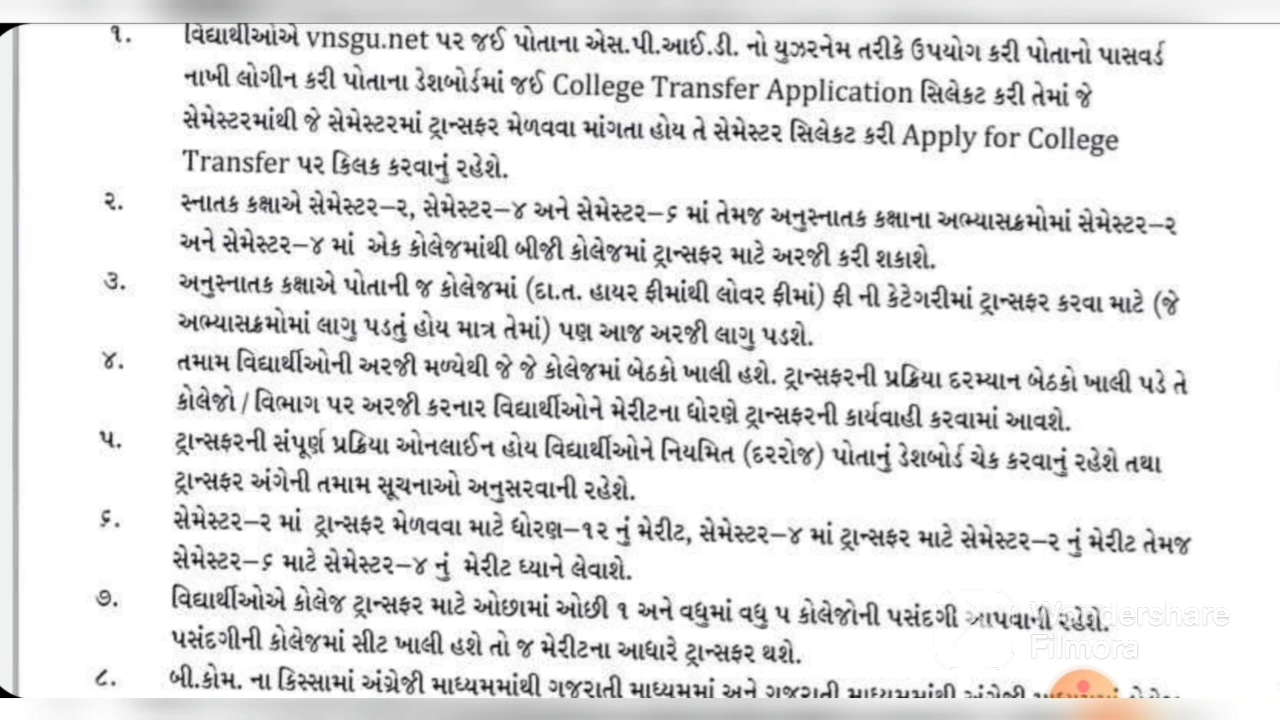 ૧. વિદ્યાર્થીઓએ vnsgu.net પર જઈ પોતાના એસ.પી.આઈ.ડી. નો યુઝરનેમ તરીકે ઉપયોગ કરી પોતાનો પાસવર્ડ
નાખી લોગીન કરી પોતાના ડેશબોર્ડમાં જઈ College Transfer Application સિલેકટ કરી તેમાં જે
સેમેસ્ટરમાંથી જે સેમેસ્ટરમાં ટ્રાન્સફર મેળવવા માંગતા હોય તે સેમેસ્ટર સિલેકટ કરી Apply for College
Transfer પર કિલક કરવાનું રહેશે.
૨. સ્નાતક કક્ષાએ સેમેસ્ટર–૨, સેમેસ્ટર–૪ અને સેમેસ્ટર–૬ માં તેમજ અનુસ્નાતક કક્ષાના અભ્યાસક્રમોમાં સેમેસ્ટર–૨
અને સેમેસ્ટર–૪ માં એક કોલેજમાંથી બીજી કોલેજમાં ટ્રાન્સફર માટે અરજી કરી શકાશે.
૩. અનુસ્નાતક કક્ષાએ પોતાની જ કોલેજમાં (દા.ત. હાયર ફીમાંથી લોવર ફીમાં) ફી ની કેટેગરીમાં ટ્રાન્સફર કરવા માટે (જે
અભ્યાસક્રમોમાં લાગુ પડતું હોય માત્ર તેમાં) પણ આજ અરજી લાગુ પડશે.
૪. તમામ વિદ્યાર્થીઓની અરજી મળ્યેથી જે જે કોલેજમાં બેઠકો ખાલી હશે. ટ્રાન્સફરની પ્રક્રિયા દરમ્યાન બેઠકો ખાલી પડે તે
કોલેજો / વિભાગ પર અરજી કરનાર વિદ્યાર્થીઓને મેરીટના ધોરણે ટ્રાન્સફરની કાર્યવાહી કરવામાં આવશે.
૫. ટ્રાન્સફરની સંપૂર્ણ પ્રક્રિયા ઓનલાઈન હોય વિદ્યાર્થીઓને નિયમિત (દરરોજ) પોતાનું ડેશબોર્ડ ચેક કરવાનું રહેશે તથા
ટ્રાન્સફર અંગેની તમામ સૂચનાઓ અનુસરવાની રહેશે.
૬. સેમેસ્ટર–૨ માં ટ્રાન્સફર મેળવવા માટે ધોરણ–૧૨ નું મેરીટ, સેમેસ્ટર–૪ માં ટ્રાન્સફર માટે સેમેસ્ટર–૨ નું મેરીટ તેમજ
સેમેસ્ટર–૬ માટે સેમેસ્ટર–૪ નું મેરીટ ધ્યાને લેવાશે.
૭. વિદ્યાર્થીઓએ કોલેજ ટ્રાન્સફર માટે ઓછામાં ઓછી ૧ અને વધુમાં વધુ ૫ કોલેજોની પસંદગી આપવાની રહેશે.
પસંદગીની કોલેજમાં સીટ ખાલી હશે તો જ મેરીટના આધારે ટ્રાન્સફર થશે.
૮. બી.કોમ. ના કિસ્સામાં અંગ્રેજી માધ્યમમાંથી ગુજરાતી માધ્યમમાં અને ગુજરાતી માધ્યમમાંથી અંગ્રેજી
Wondershare
Filmora